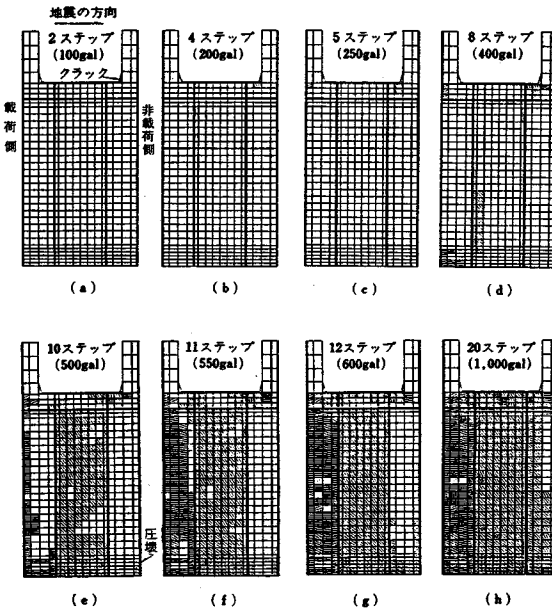 地震の方向
2ステップ
(100gal)
クラック
載荷側
非載荷側
(a)
4ステップ
(200gal)
(b)
5ステップ
(250gal)
(c)
8ステップ
(400gal)
(d)
10ステップ
(500gal)
圧壊
(e)
11ステップ
(550gal)
(f)
12ステップ
(600gal)
(g)
20ステップ
(1,000gal)
(h)